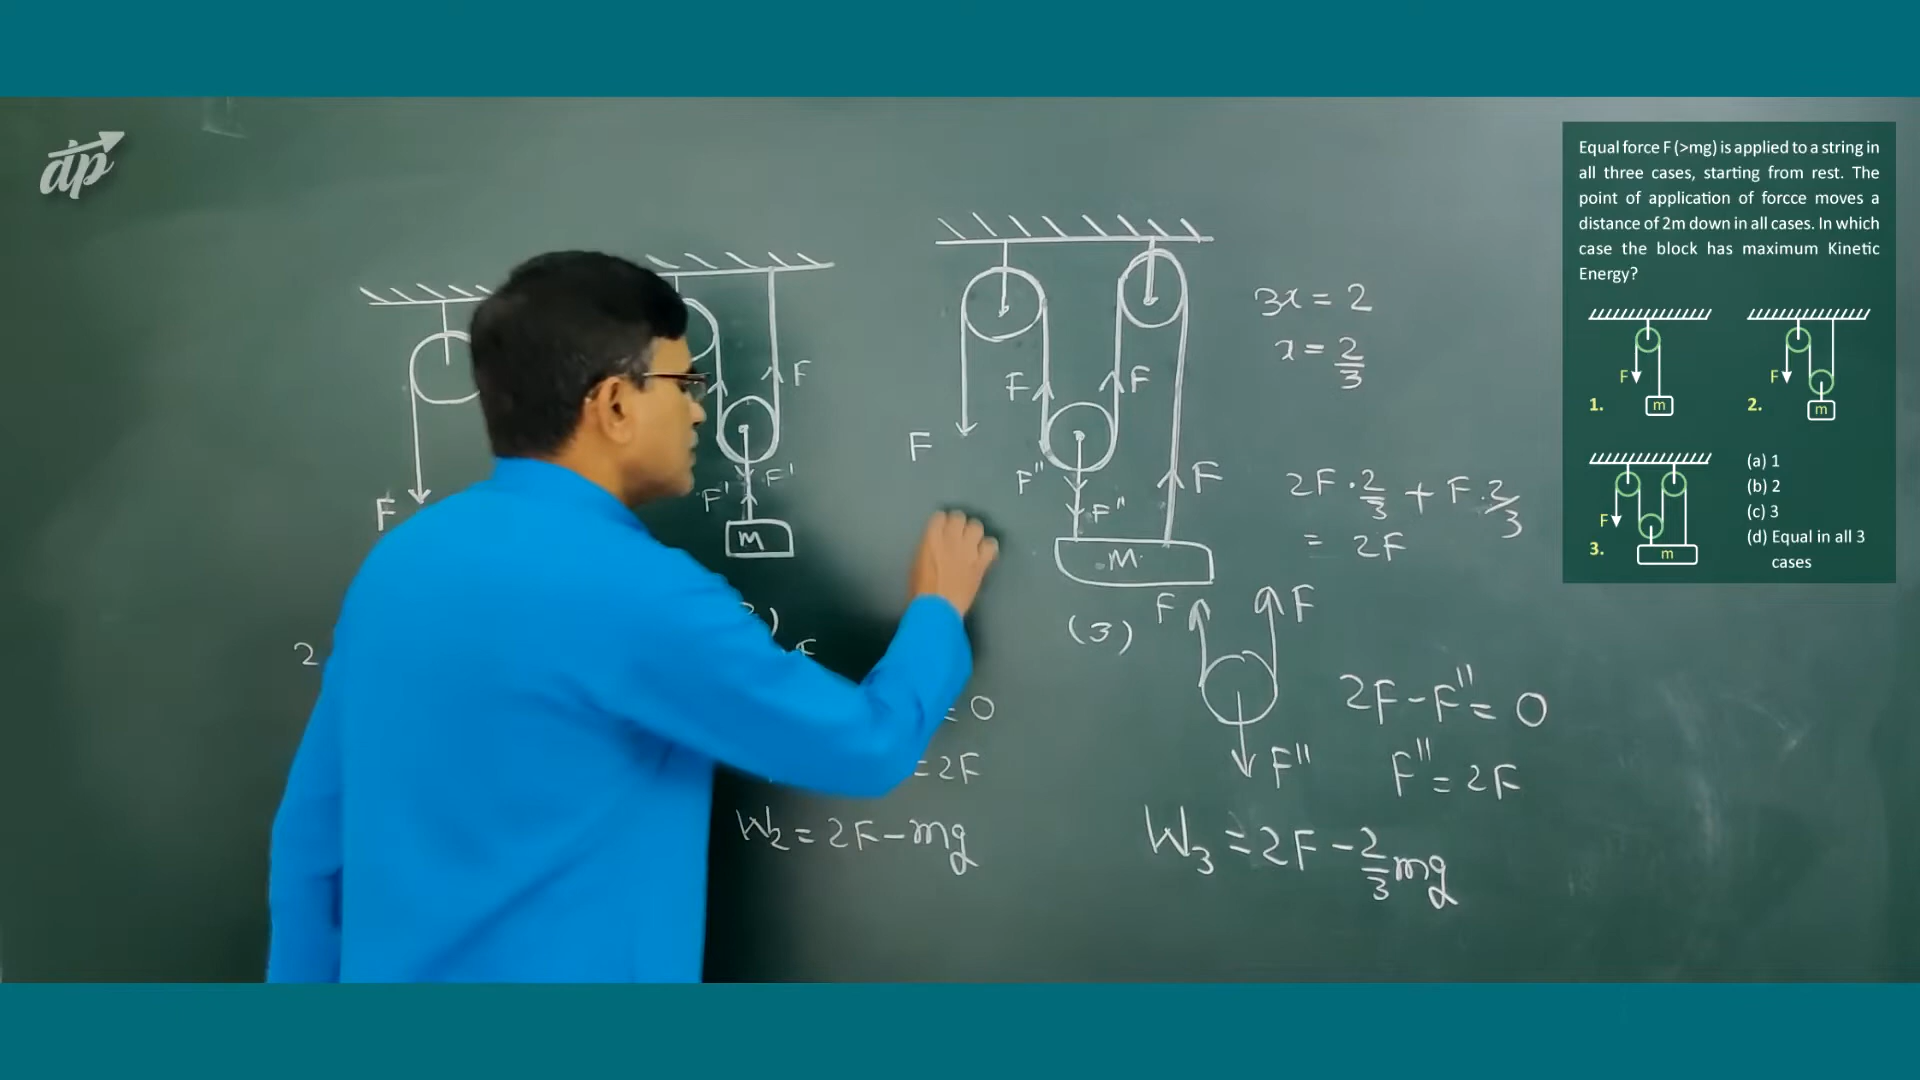 dp
Equal force F (>mg) is applied to a string in
all three cases, starting from rest. The
point of application of forcce moves a
distance of 2m down in all cases. In which
case the block has maximum Kinetic
Energy?
F
1.
m
F
2.
m
F
3.
m
(a) 1
(b) 2
(c) 3
(d) Equal in all 3
cases
F
2
F
F'
F'
M
= 0
= 2F
W₂ = 2F - mg
F
F
F
F"
F"
F
M
(3)
3x = 2
x = 2/3
2F · 2/3 + F · 2/3
= 2F
F
F
F"
2F - F" = 0
F" = 2F
W₃ = 2F - 2/3 mg